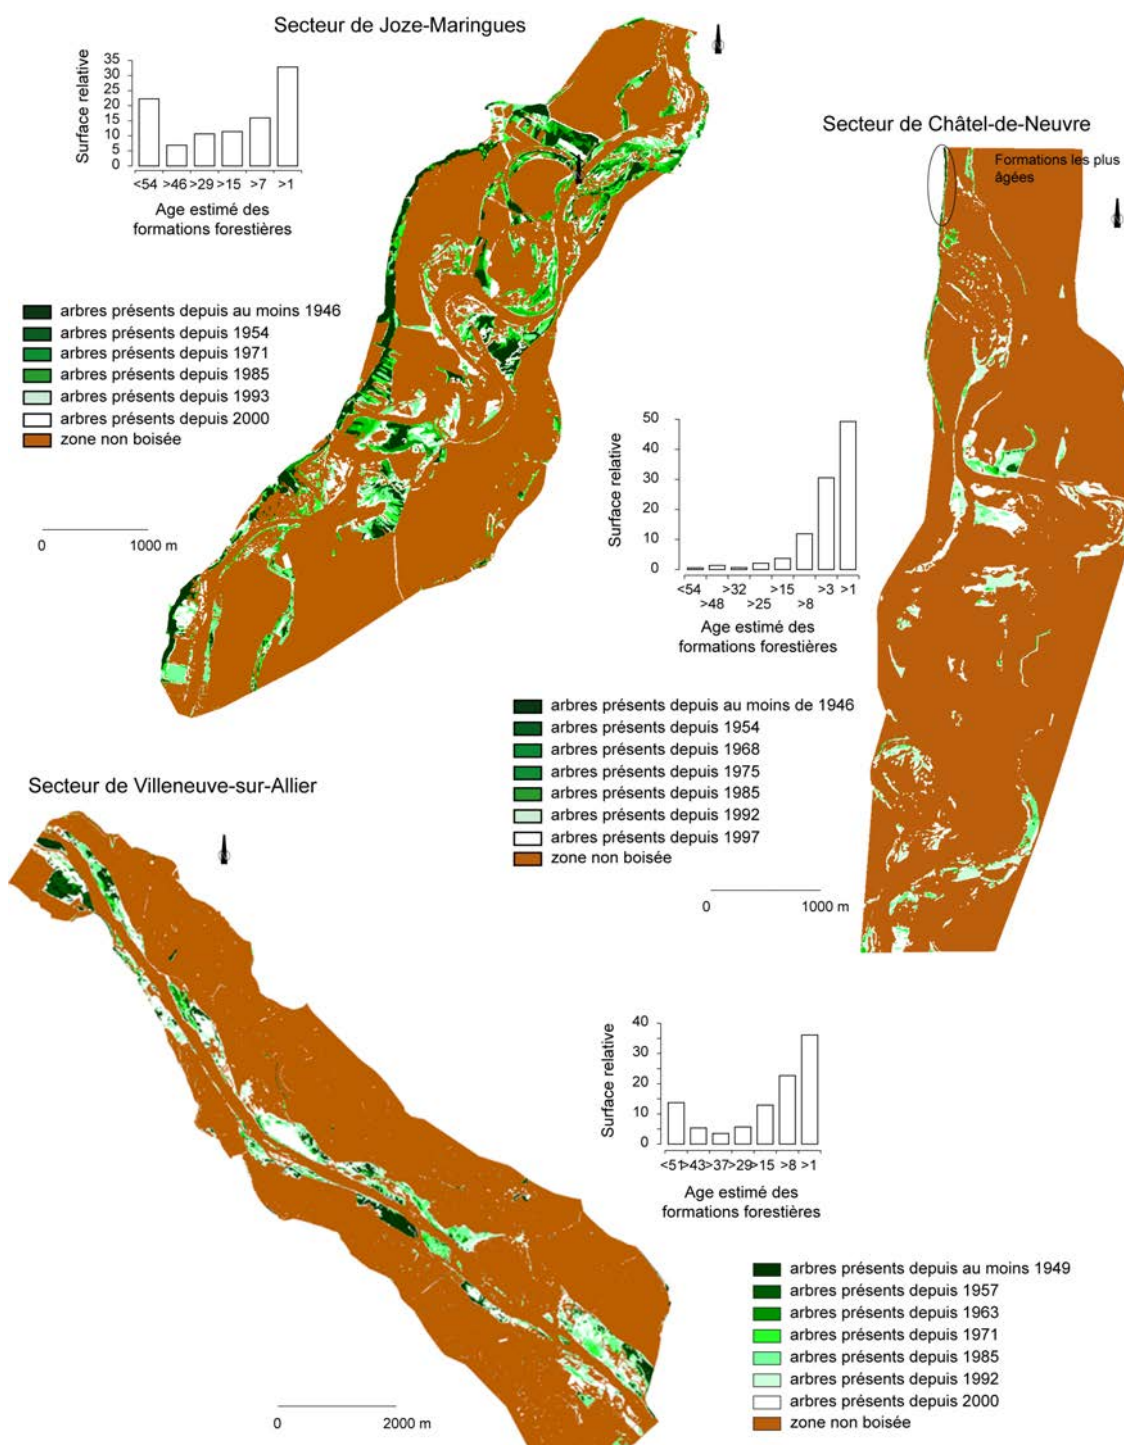 Secteur de Joze-Maringues
Surface relative
35
30
25
20
15
10
5
0
<54 >46 >29 >15 >7 >1
Age estimé des
formations forestières
arbres présents depuis au moins 1946
arbres présents depuis 1954
arbres présents depuis 1971
arbres présents depuis 1985
arbres présents depuis 1993
arbres présents depuis 2000
zone non boisée
0 1000 m
Secteur de Châtel-de-Neuvre
Formations les plus
âgées
Surface relative
50
40
30
20
10
0
<54 >32 >15 >3 >1
>48 >25 >8
Age estimé des
formations forestières
arbres présents depuis au moins de 1946
arbres présents depuis 1954
arbres présents depuis 1968
arbres présents depuis 1975
arbres présents depuis 1985
arbres présents depuis 1992
arbres présents depuis 1997
zone non boisée
0 1000 m
Secteur de Villeneuve-sur-Allier
Surface relative
40
30
20
10
0
<51 >43 >37 >29 >15 >8 >1
Age estimé des
formations forestières
arbres présents depuis au moins 1949
arbres présents depuis 1957
arbres présents depuis 1963
arbres présents depuis 1971
arbres présents depuis 1985
arbres présents depuis 1992
arbres présents depuis 2000
zone non boisée
0 2000 m